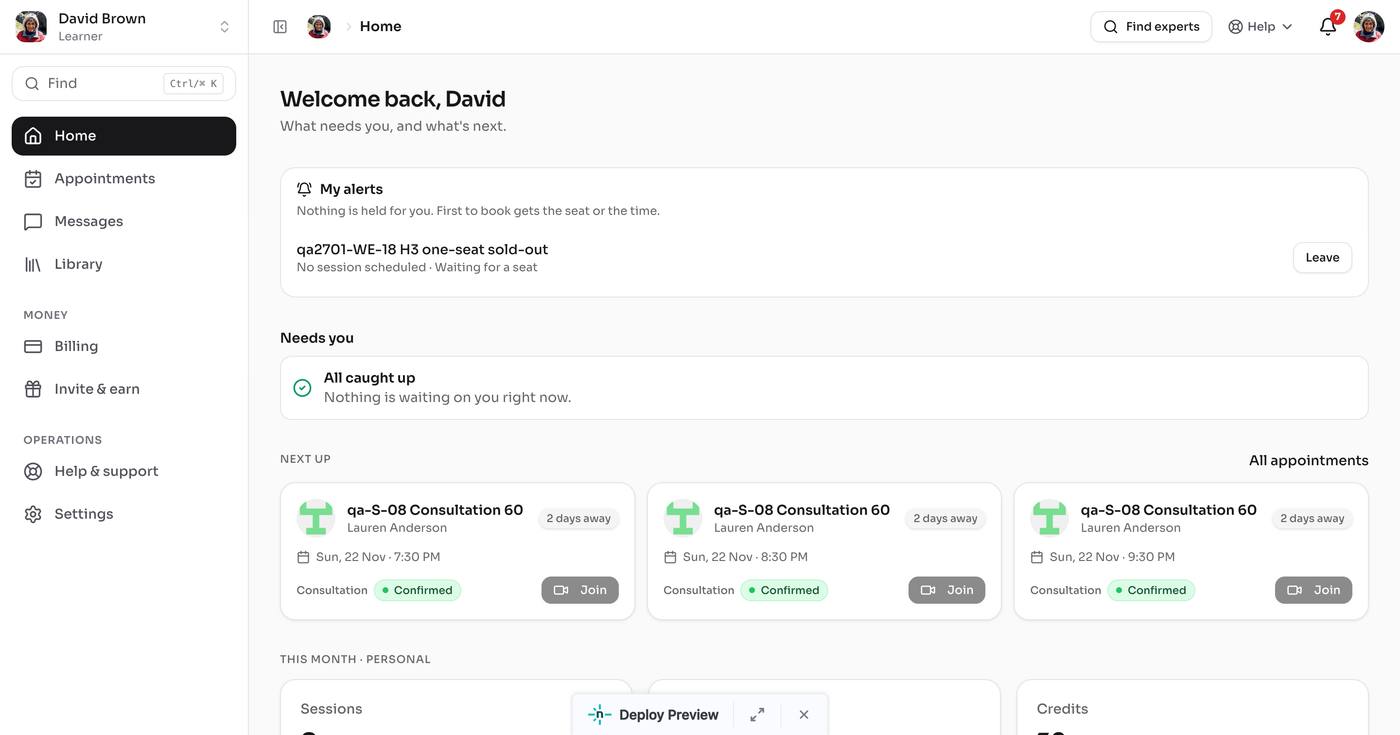 David Brown
Learner
Find
Ctrl/⌘ K
Home
Appointments
Messages
Library
MONEY
Billing
Invite & earn
OPERATIONS
Help & support
Settings
Home
Find experts
Help
7
Welcome back, David
What needs you, and what's next.
My alerts
Nothing is held for you. First to book gets the seat or the time.
qa2701-WE-18 H3 one-seat sold-out
No session scheduled · Waiting for a seat
Leave
Needs you
All caught up
Nothing is waiting on you right now.
NEXT UP
All appointments
qa-S-08 Consultation 60
Lauren Anderson
2 days away
Sun, 22 Nov · 7:30 PM
Consultation
Confirmed
Join
qa-S-08 Consultation 60
Lauren Anderson
2 days away
Sun, 22 Nov · 8:30 PM
Consultation
Confirmed
Join
qa-S-08 Consultation 60
Lauren Anderson
2 days away
Sun, 22 Nov · 9:30 PM
Consultation
Confirmed
Join
THIS MONTH · PERSONAL
Sessions
Credits
n
Deploy Preview